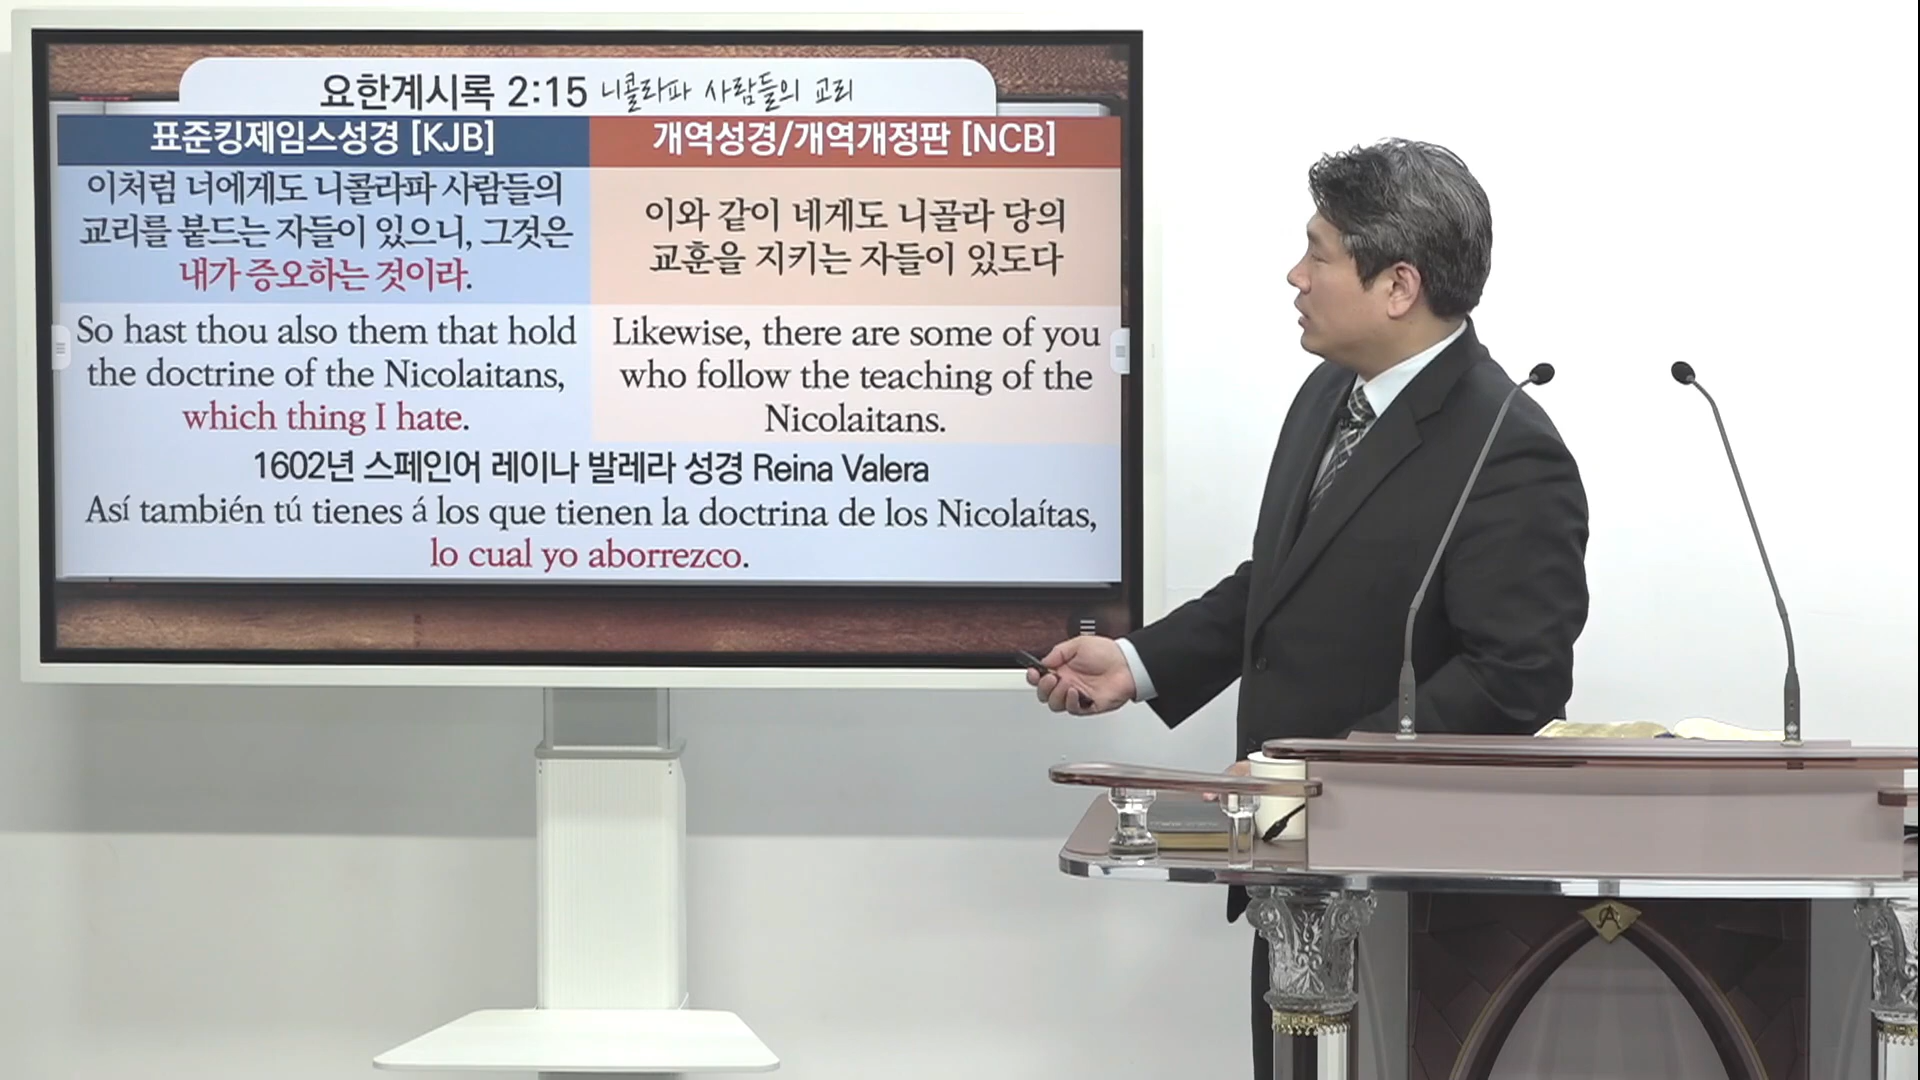 요한계시록 2:15 니콜라파 사람들의 교리
표준킹제임스성경 [KJB]
이처럼 너에게도 니콜라파 사람들의
교리를 붙드는 자들이 있으니, 그것은
내가 증오하는 것이라.
So hast thou also them that hold
the doctrine of the Nicolaitans,
which thing I hate.
개역성경/개역개정판 [NCB]
이와 같이 네게도 니골라 당의
교훈을 지키는 자들이 있도다
Likewise, there are some of you
who follow the teaching of the
Nicolaitans.
1602년 스페인어 레이나 발레라 성경 Reina Valera
Así también tú tienes á los que tienen la doctrina de los Nicolaítas,
lo cual yo aborrezco.